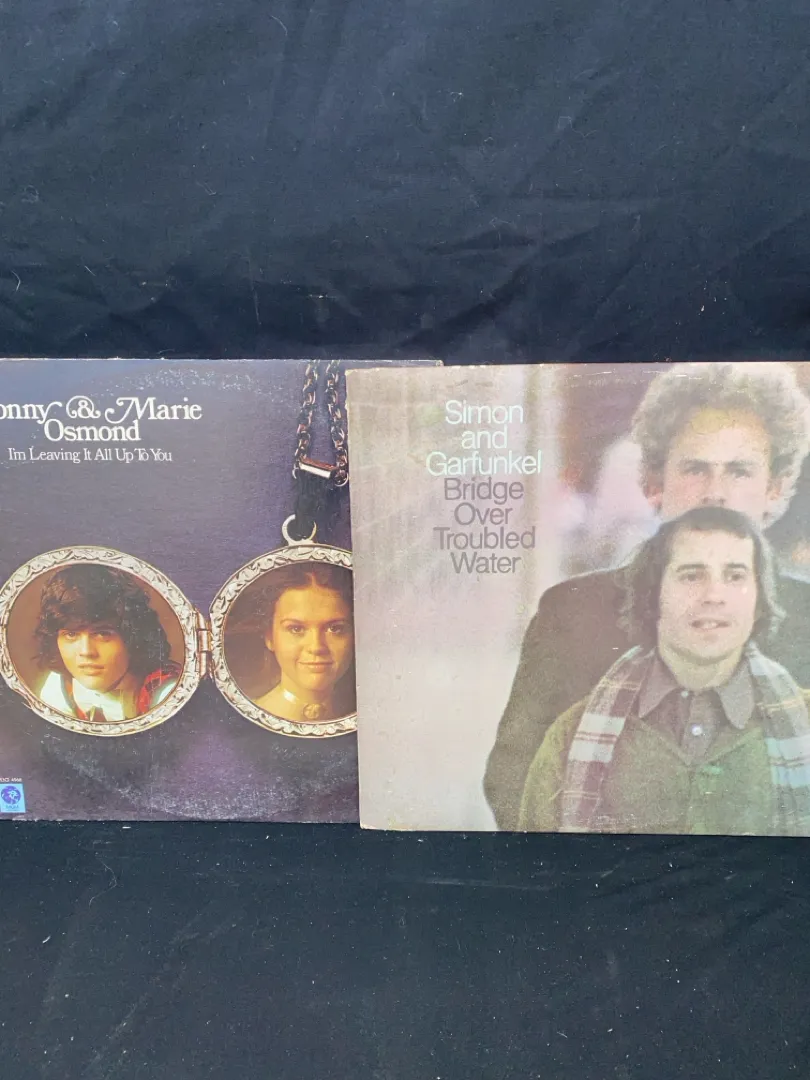 onny & Marie
Osmond
I'm Leaving It All Up To You
Simon
and
Garfunkel
Bridge
Over
Troubled
Water